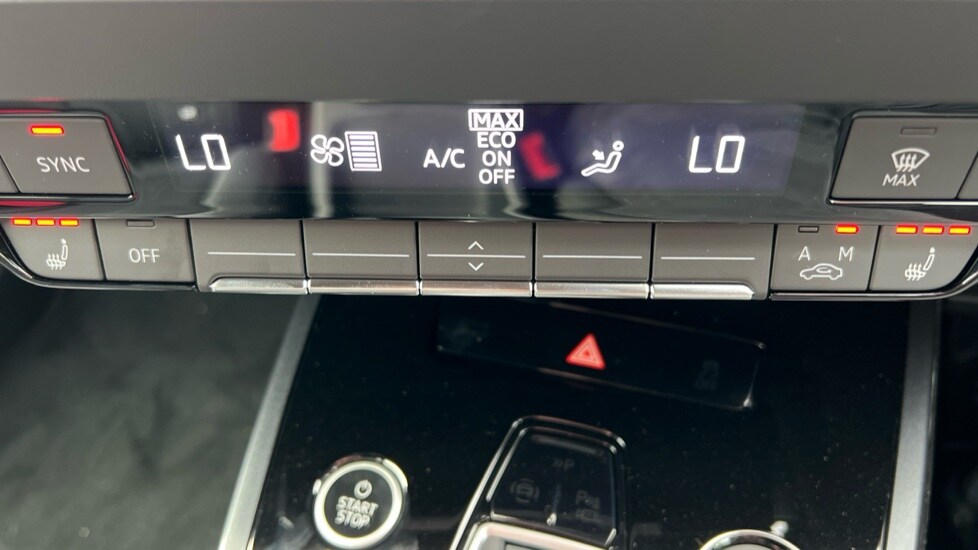 SYNC
LO
A/C
MAX
ECO
ON
OFF
LO
MAX
OFF
A M
START
STOP
P